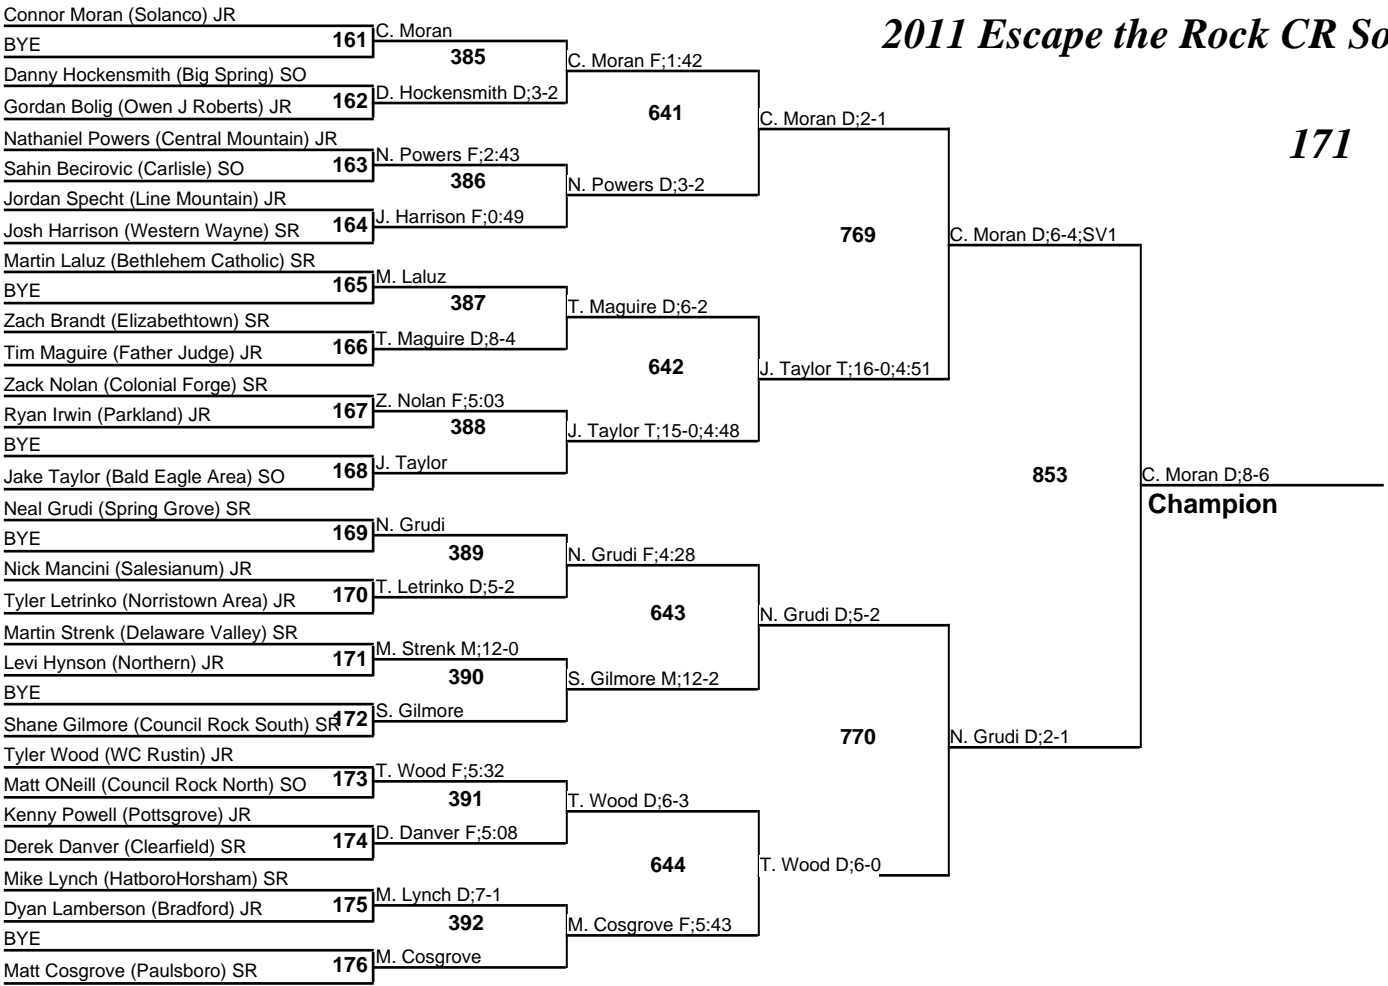 2011 Escape the Rock CR So
171
Connor Moran (Solanco) JR
BYE
161
C. Moran
385
Danny Hockensmith (Big Spring) SO
Gordan Bolig (Owen J Roberts) JR
162
D. Hockensmith D;3-2
C. Moran F;1:42
641
Nathaniel Powers (Central Mountain) JR
Sahin Becirovic (Carlisle) SO
163
N. Powers F;2:43
386
Jordan Specht (Line Mountain) JR
Josh Harrison (Western Wayne) SR
164
J. Harrison F;0:49
N. Powers D;3-2
C. Moran D;2-1
769
Martin Laluz (Bethlehem Catholic) SR
BYE
165
M. Laluz
387
Zach Brandt (Elizabethtown) SR
Tim Maguire (Father Judge) JR
166
T. Maguire D;8-4
T. Maguire D;6-2
642
Zack Nolan (Colonial Forge) SR
Ryan Irwin (Parkland) JR
167
Z. Nolan F;5:03
388
BYE
Jake Taylor (Bald Eagle Area) SO
168
J. Taylor
J. Taylor T;15-0;4:48
J. Taylor T;16-0;4:51
C. Moran D;6-4;SV1
853
Neal Grudi (Spring Grove) SR
BYE
169
N. Grudi
389
Nick Mancini (Salesianum) JR
Tyler Letrinko (Norristown Area) JR
170
T. Letrinko D;5-2
N. Grudi F;4:28
643
Martin Strenk (Delaware Valley) SR
Levi Hynson (Northern) JR
171
M. Strenk M;12-0
390
BYE
Shane Gilmore (Council Rock South) SR
172
S. Gilmore
S. Gilmore M;12-2
N. Grudi D;5-2
770
Tyler Wood (WC Rustin) JR
Matt ONeill (Council Rock North) SO
173
T. Wood F;5:32
391
Kenny Powell (Pottsgrove) JR
Derek Danver (Clearfield) SR
174
D. Danver F;5:08
T. Wood D;6-3
644
Mike Lynch (HatboroHorsham) SR
Dyan Lamberson (Bradford) JR
175
M. Lynch D;7-1
392
BYE
Matt Cosgrove (Paulsboro) SR
176
M. Cosgrove
M. Cosgrove F;5:43
T. Wood D;6-0
N. Grudi D;2-1
C. Moran D;8-6
Champion